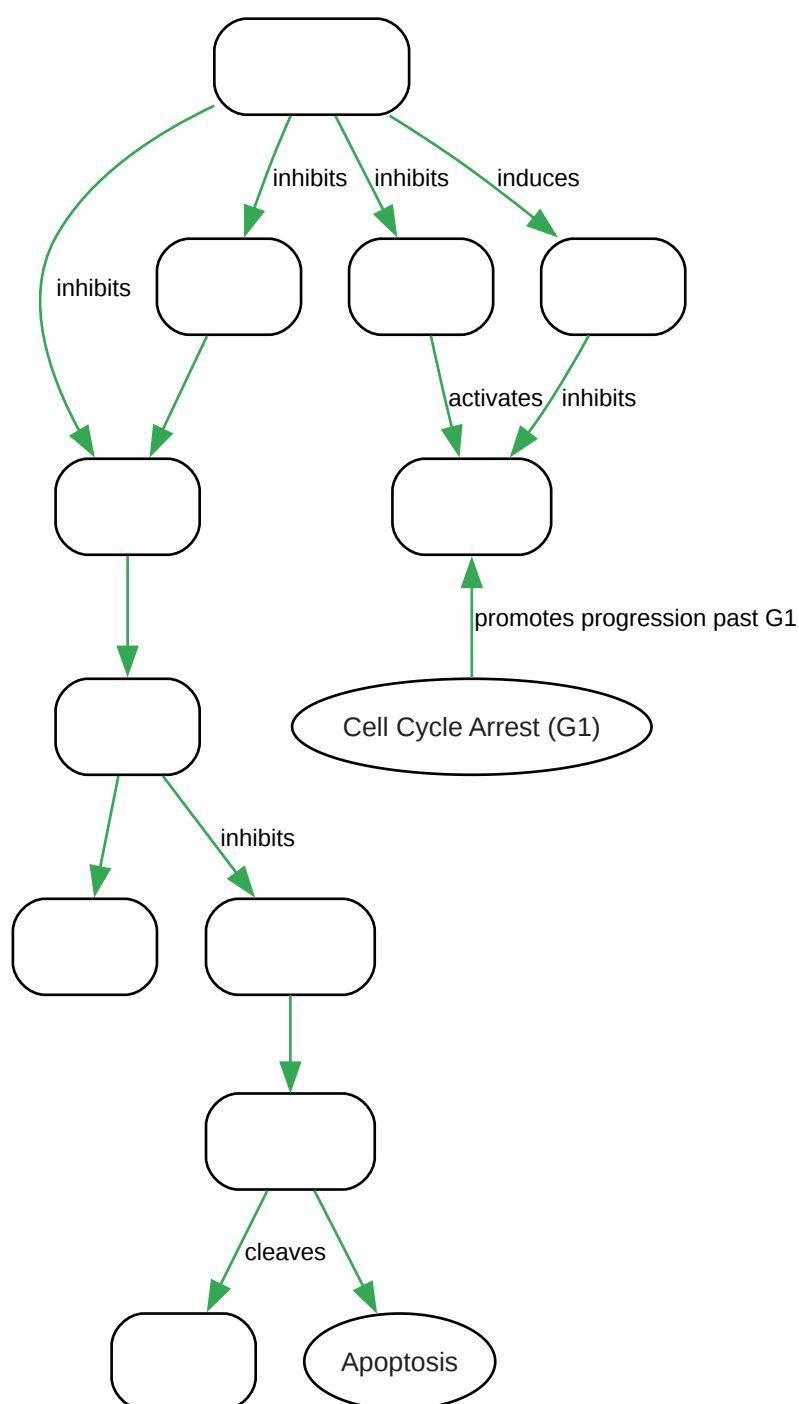 inhibits
inhibits
induces
inhibits
activates
inhibits
promotes progression past G1
Cell Cycle Arrest (G1)
inhibits
cleaves
Apoptosis